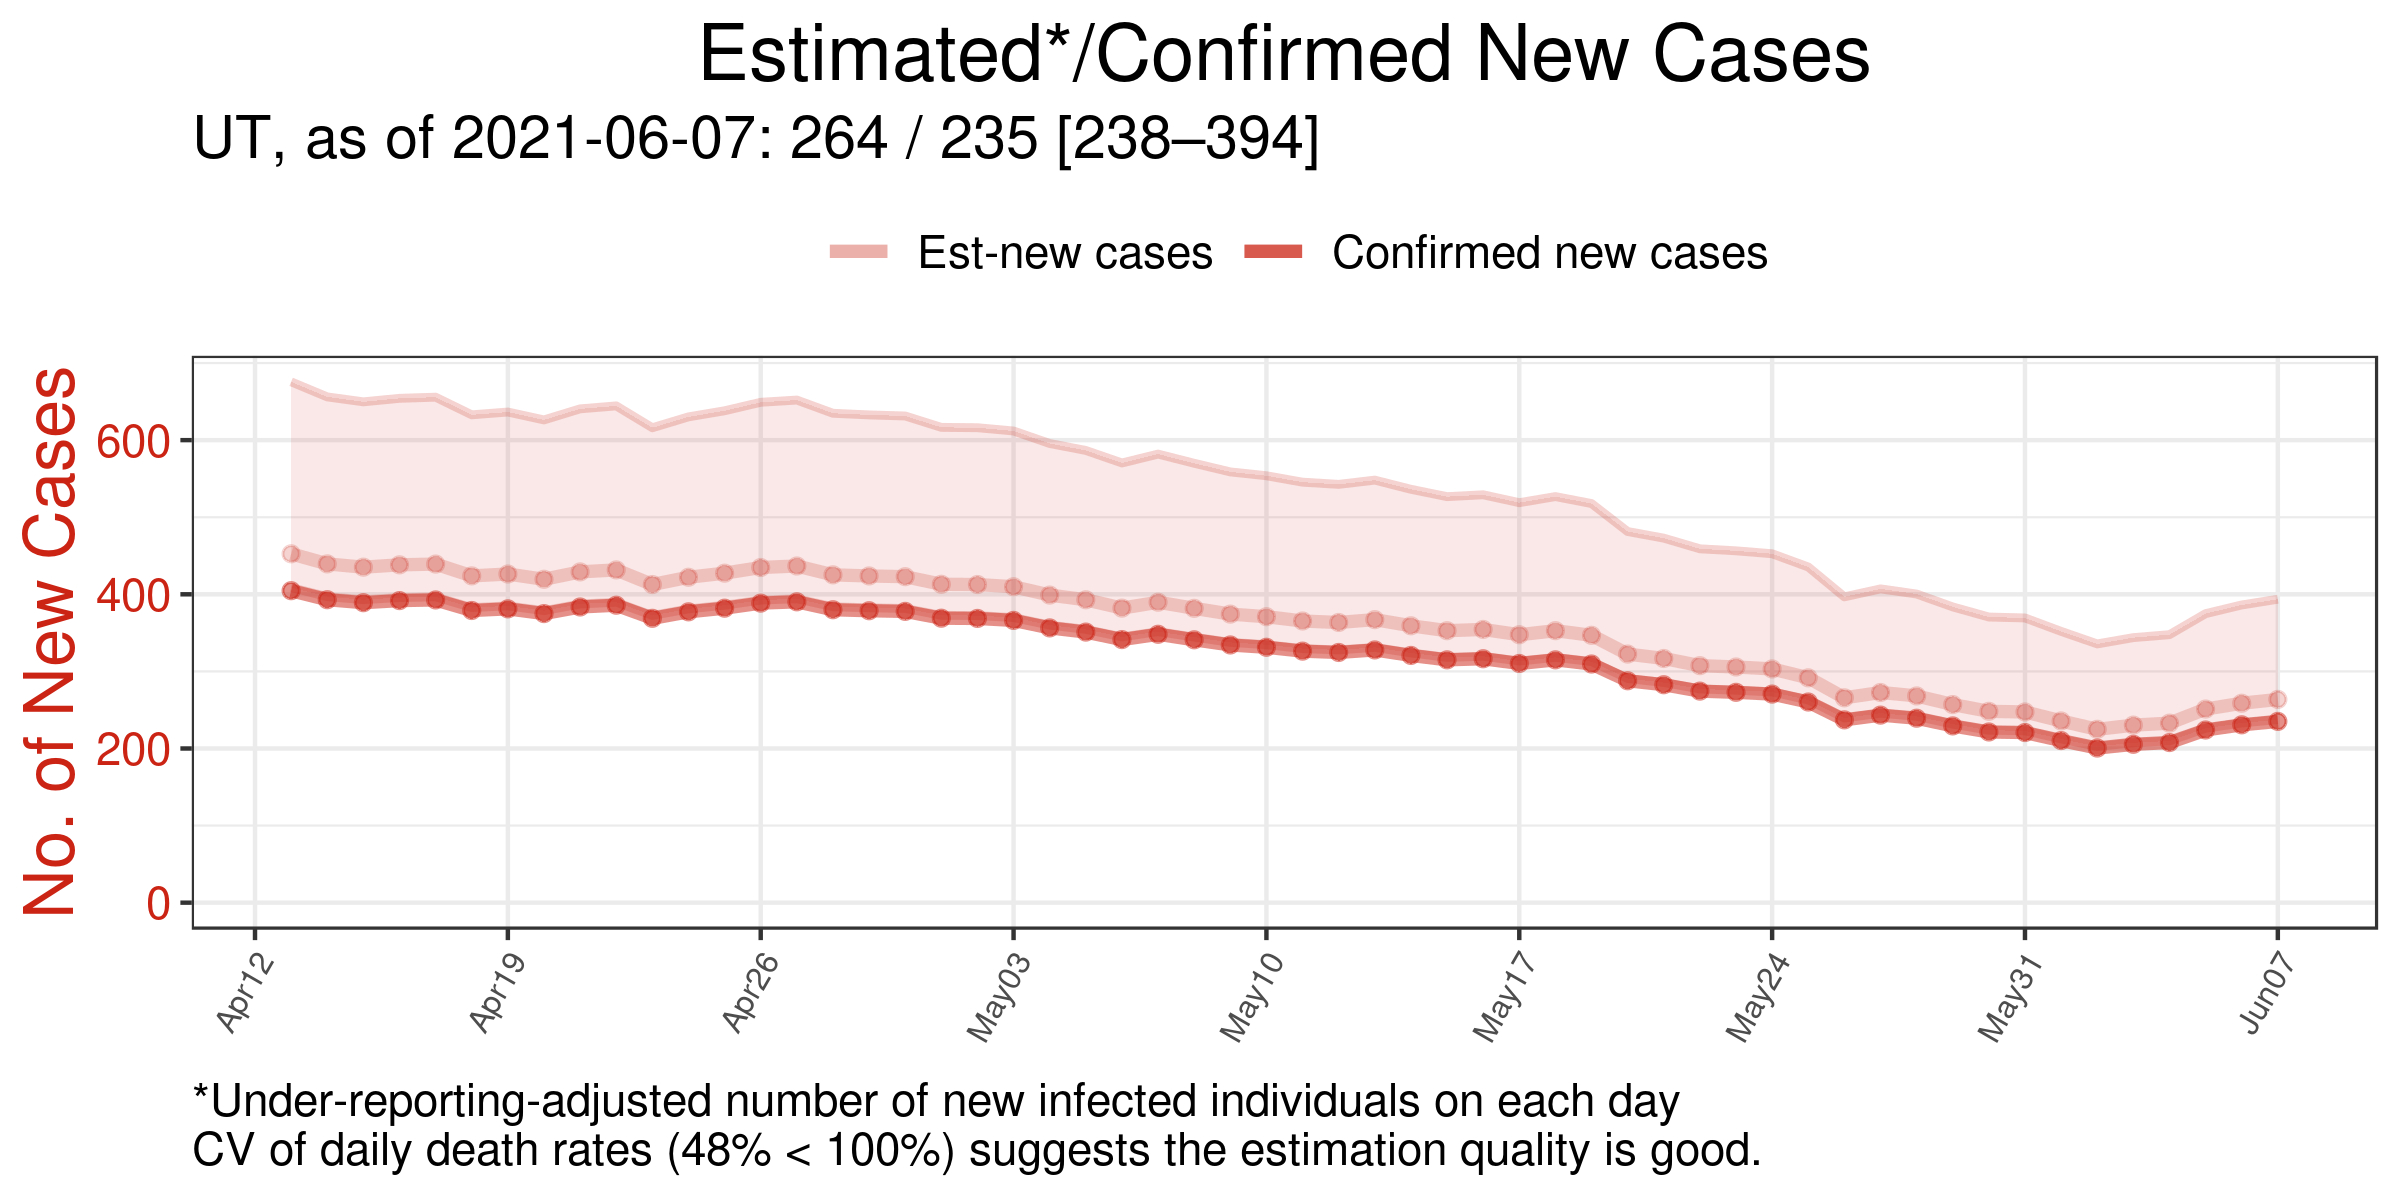 Estimated*/Confirmed New Cases
UT, as of 2021-06-07: 264 / 235 [238–394]
Est-new cases
Confirmed new cases
No. of New Cases
600
400
200
0
Apr12
Apr19
Apr26
May03
May10
May17
May24
May31
Jun07
*Under-reporting-adjusted number of new infected individuals on each day
CV of daily death rates (48% < 100%) suggests the estimation quality is good.